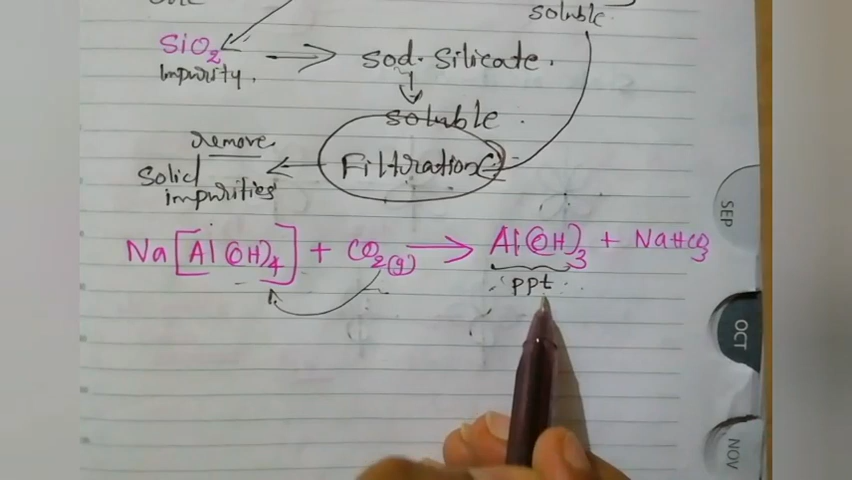 soluble
SiO2 → sod. silicate.
Impurity.
soluble.
remove
Filtration
Solid impurities
Na[Al(OH)4] + CO2(g) → Al(OH)3 + NaHCO3
ppt
SEP
OCT
NOV